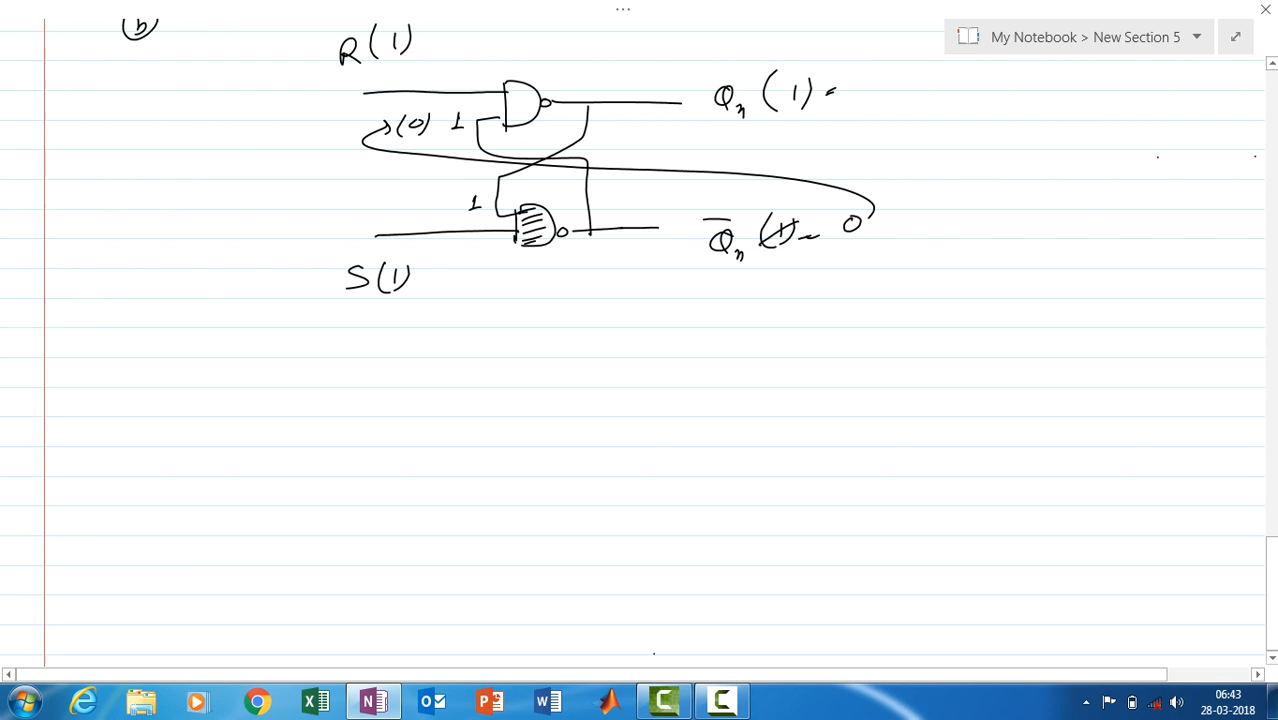 ...
My Notebook > New Section 5
(b)
R(1)
Qn (1) =
(0) 1
1
Q̅n (1) = 0
S(1)
06:43
28-03-2018